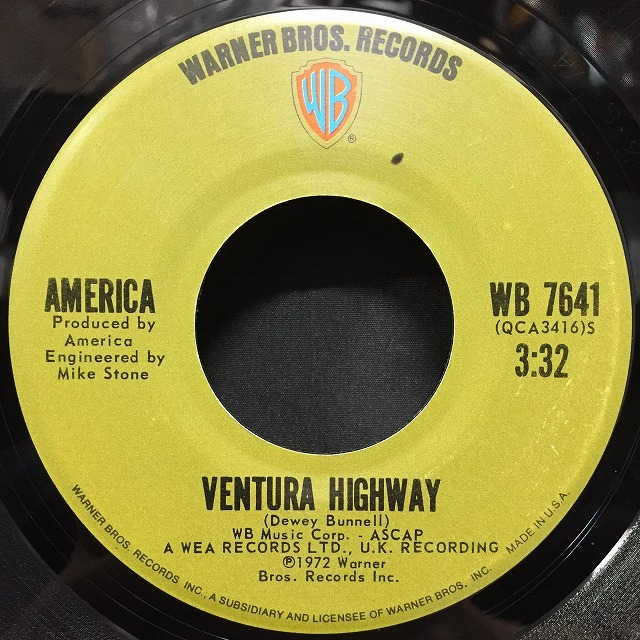 WARNER BROS. RECORDS
WB
®
AMERICA
Produced by
America
Engineered by
Mike Stone
WB 7641
(QCA3416)S
3:32
VENTURA HIGHWAY
(Dewey Bunnell)
WB Music Corp. - ASCAP
A WEA RECORDS LTD., U.K. RECORDING
℗1972 Warner
Bros. Records Inc.
WARNER BROS. RECORDS INC., A SUBSIDIARY AND LICENSEE OF WARNER BROS. INC. MADE IN U.S.A.